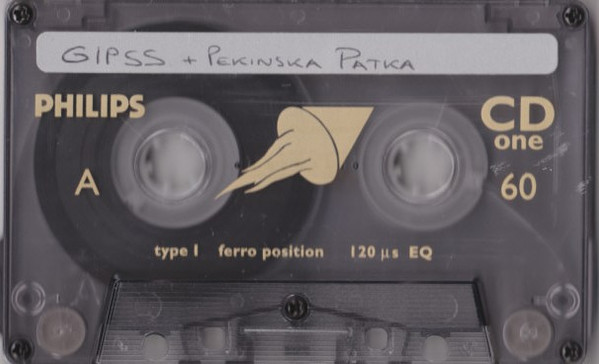 GIPSS + PEKINSKA PATKA
PHILIPS
CD
one
A
60
type I ferro position 120 µs EQ